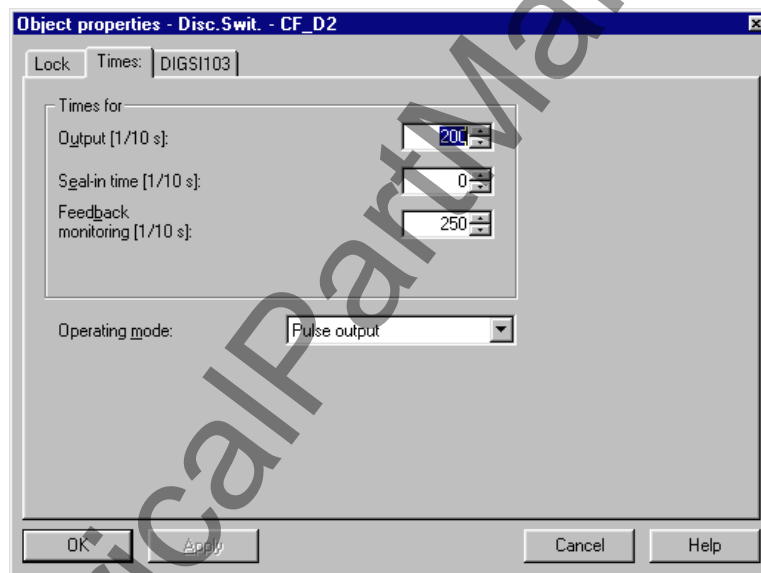 Object properties - Disc.Swit. - CF_D2
Lock Times: DIGSI103
Times for
Output [1/10 s]: 200
Seal-in time [1/10 s]: 0
Feedback
monitoring [1/10 s]: 250
Operating mode: Pulse output
OK Apply Cancel Help